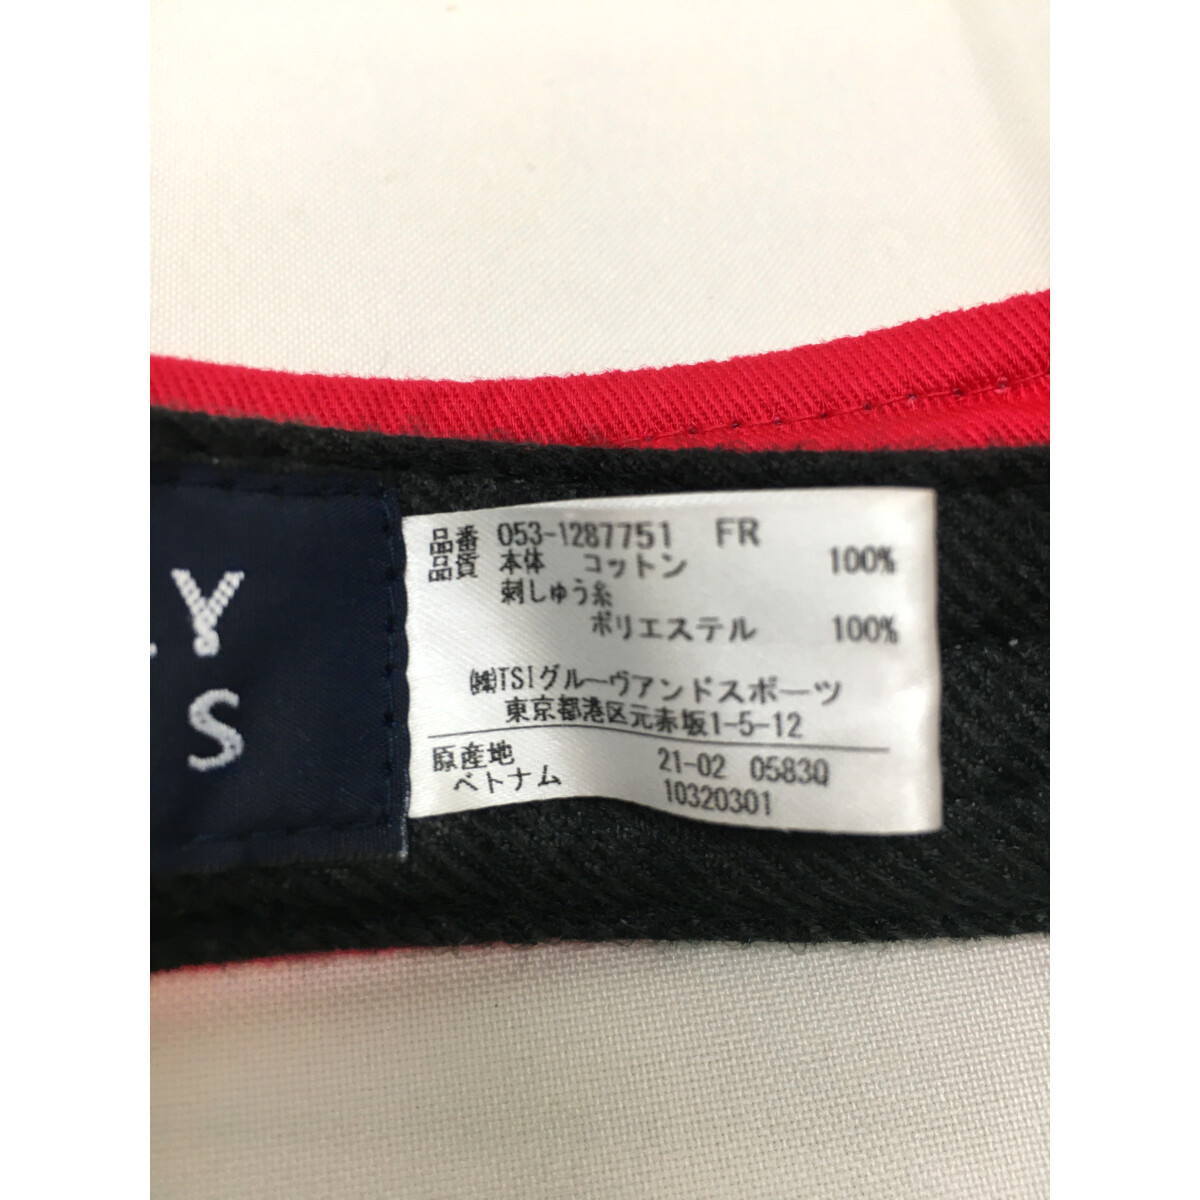 Y
S
品番 053-1287751 FR
品質 本体 コットン 100%
刺しゅう糸
ポリエステル 100%
㈱TSIグルーヴアンドスポーツ
東京都港区元赤坂1-5-12
原産地 21-02 0583Q
ベトナム 10320301